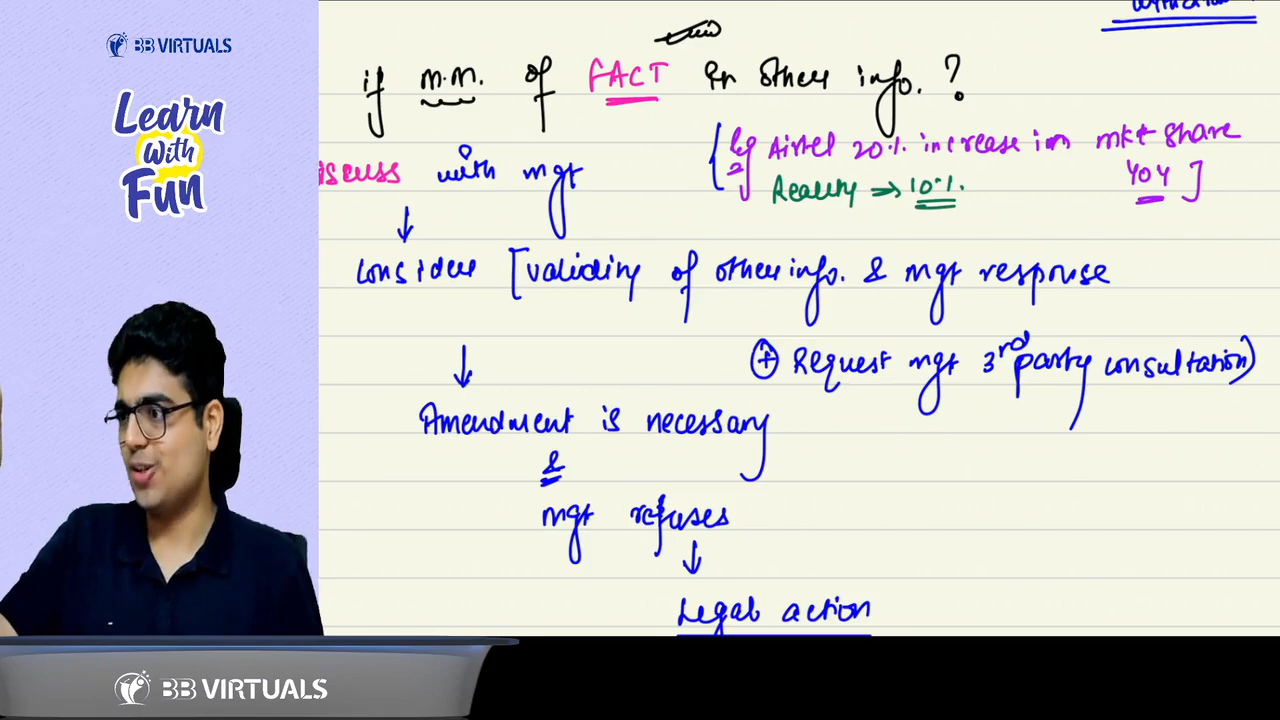 BB VIRTUALS
Learn
With
Fun
if m.m. of FACT in other info. ?
[eg Airtel 20% increase in mkt share
YOY]
Reality ⇒ 10%.
iscuss with mgt
↓
Consider [validity of other info. & mgt response
⊕ Request mgt 3rd party consultation)
↓
Amendment is necessary
&
mgt refuses
↓
Legal action
BB VIRTUALS